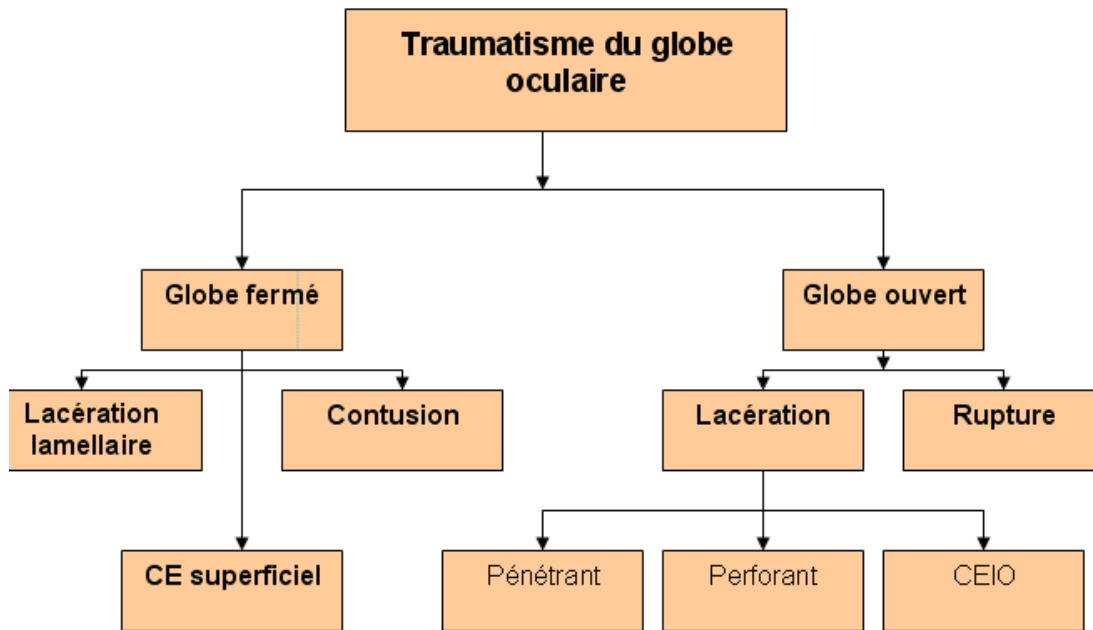 Traumatisme du globe
oculaire
Globe fermé
Globe ouvert
Lacération
lamellaire
Contusion
Lacération
Rupture
CE superficiel
Pénétrant
Perforant
CEIO